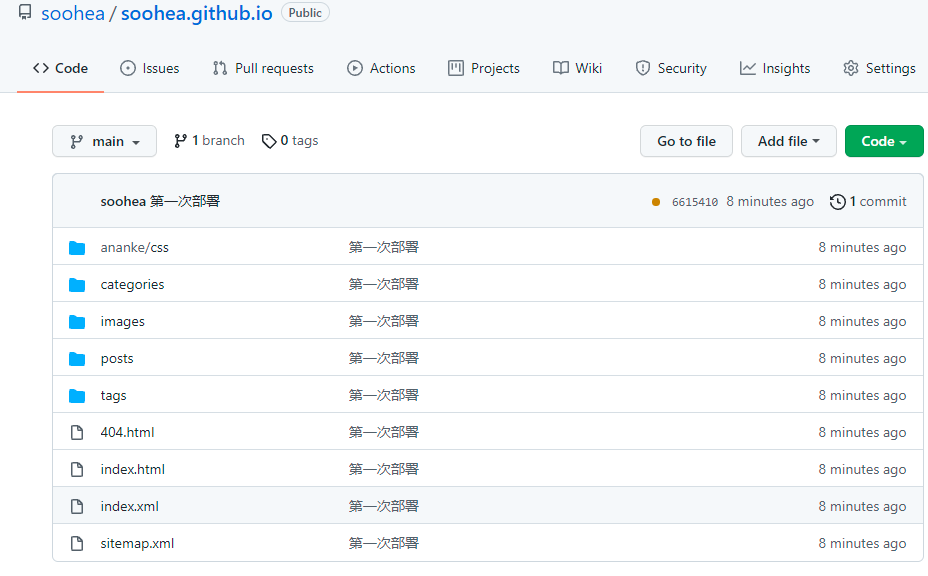 soohea / soohea.github.io Public
Code Issues Pull requests Actions Projects Wiki Security Insights Settings
main 1 branch 0 tags Go to file Add file Code
soohea 第一次部署 6615410 8 minutes ago 1 commit
ananke/css 第一次部署 8 minutes ago
categories 第一次部署 8 minutes ago
images 第一次部署 8 minutes ago
posts 第一次部署 8 minutes ago
tags 第一次部署 8 minutes ago
404.html 第一次部署 8 minutes ago
index.html 第一次部署 8 minutes ago
index.xml 第一次部署 8 minutes ago
sitemap.xml 第一次部署 8 minutes ago